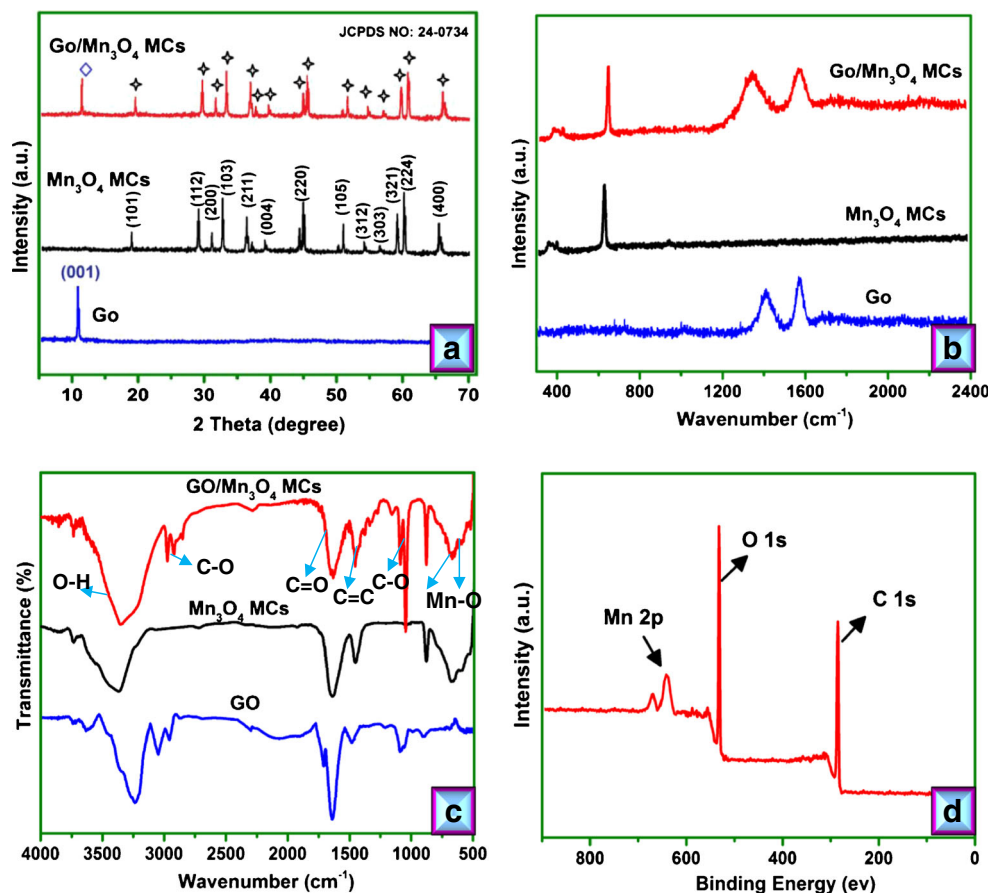 JCPDS NO: 24-0734
Go/Mn₃O₄ MCs
Mn₃O₄ MCs
(101)
(112)
(200)
(103)
(211)
(004)
(220)
(105)
(312)
(303)
(321)
(224)
(400)
(001)
Go
a
Intensity (a.u.)
10 20 30 40 50 60 70
2 Theta (degree)
Go/Mn₃O₄ MCs
Mn₃O₄ MCs
Go
b
Intensity (a.u.)
400 800 1200 1600 2000 2400
Wavenumber (cm⁻¹)
GO/Mn₃O₄ MCs
O-H
C-O
C=O
C=C
C-O
Mn-O
Mn₃O₄ MCs
GO
c
Transmittance (%)
4000 3500 3000 2500 2000 1500 1000 500
Wavenumber (cm⁻¹)
O 1s
C 1s
Mn 2p
d
Intensity (a.u.)
800 600 400 200 0
Binding Energy (ev)